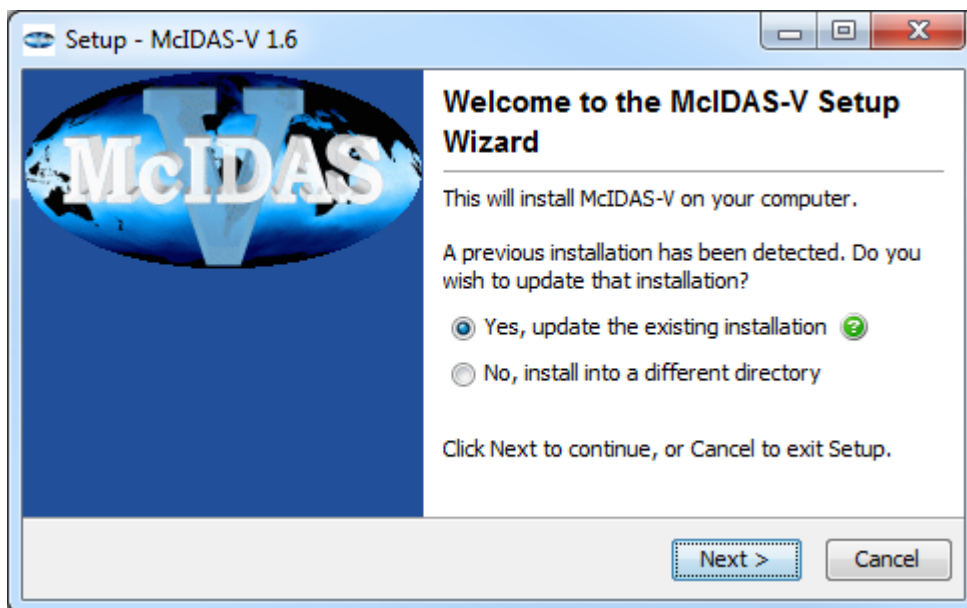 Setup - McIDAS-V 1.6
V
McIDAS
Welcome to the McIDAS-V Setup
Wizard
This will install McIDAS-V on your computer.
A previous installation has been detected. Do you
wish to update that installation?
Yes, update the existing installation ?
No, install into a different directory
Click Next to continue, or Cancel to exit Setup.
Next >
Cancel